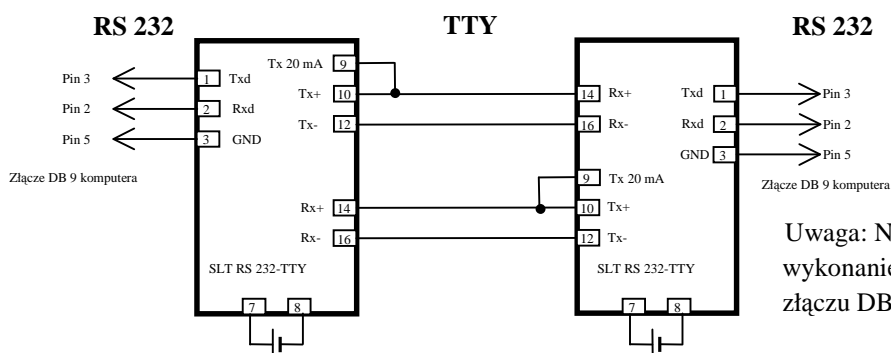 RS 232 TTY RS 232
Tx 20 mA 9
Pin 3 1 Txd
Tx+ 10 14 Rx+ Txd 1 Pin 3
Pin 2 2 Rxd
Tx- 12 16 Rx- Rxd 2 Pin 2
Pin 5 3 GND
GND 3 Pin 5
9 Tx 20 mA
Złącze DB 9 komputera Złącze DB 9 komputera
Rx+ 14 10 Tx+
Rx- 16 12 Tx-
Uwaga: N
wykonanie
SLT RS 232-TTY SLT RS 232-TTY
złączu DB
7 8 7 8